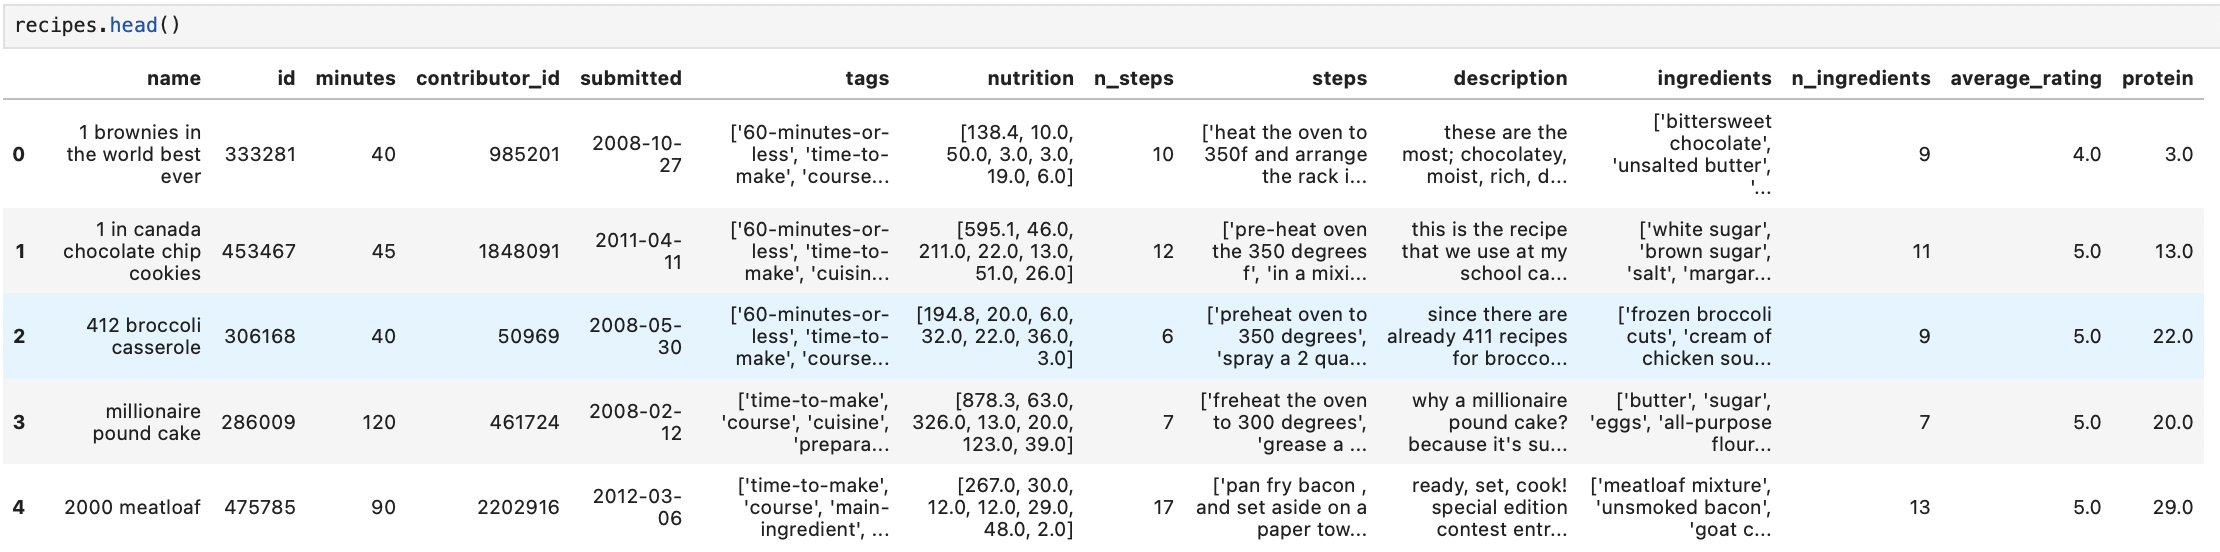 recipes.head()
name id minutes contributor_id submitted tags nutrition n_steps steps description ingredients n_ingredients average_rating protein
0 1 brownies in the world best ever 333281 40 985201 2008-10-27 ['60-minutes-or-less', 'time-to-make', 'course... [138.4, 10.0, 50.0, 3.0, 3.0, 19.0, 6.0] 10 ['heat the oven to 350f and arrange the rack i... these are the most; chocolatey, moist, rich, d... ['bittersweet chocolate', 'unsalted butter', '... 9 4.0 3.0
1 1 in canada chocolate chip cookies 453467 45 1848091 2011-04-11 ['60-minutes-or-less', 'time-to-make', 'cuisin... [595.1, 46.0, 211.0, 22.0, 13.0, 51.0, 26.0] 12 ['pre-heat oven the 350 degrees f', 'in a mixi... this is the recipe that we use at my school ca... ['white sugar', 'brown sugar', 'salt', 'margar... 11 5.0 13.0
2 412 broccoli casserole 306168 40 50969 2008-05-30 ['60-minutes-or-less', 'time-to-make', 'course... [194.8, 20.0, 6.0, 32.0, 22.0, 36.0, 3.0] 6 ['preheat oven to 350 degrees', 'spray a 2 qua... since there are already 411 recipes for brocco... ['frozen broccoli cuts', 'cream of chicken sou... 9 5.0 22.0
3 millionaire pound cake 286009 120 461724 2008-02-12 ['time-to-make', 'course', 'cuisine', 'prepara... [878.3, 63.0, 326.0, 13.0, 20.0, 123.0, 39.0] 7 ['freheat the oven to 300 degrees', 'grease a ... why a millionaire pound cake? because it's su... ['butter', 'sugar', 'eggs', 'all-purpose flour... 7 5.0 20.0
4 2000 meatloaf 475785 90 2202916 2012-03-06 ['time-to-make', 'course', 'main-ingredient', ... [267.0, 30.0, 12.0, 12.0, 29.0, 48.0, 2.0] 17 ['pan fry bacon , and set aside on a paper tow... ready, set, cook! special edition contest entr... ['meatloaf mixture', 'unsmoked bacon', 'goat c... 13 5.0 29.0